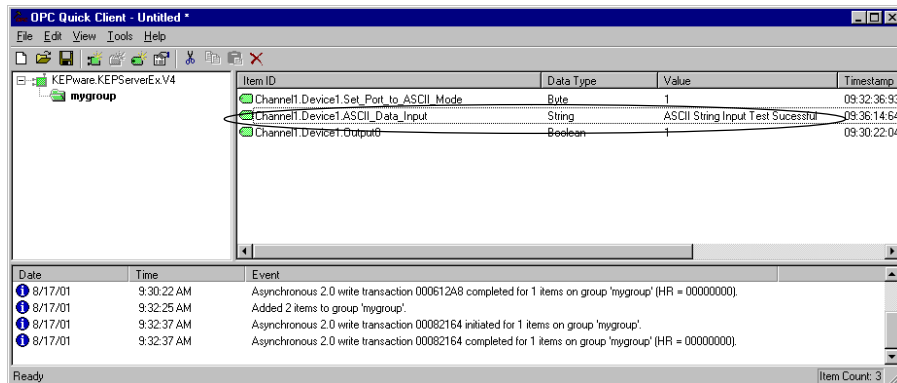 OPC Quick Client - Untitled *
File Edit View Tools Help
KEPware.KEPServerEx.V4
mygroup
Item ID Data Type Value Timestamp
Channel1.Device1.Set_Port_to_ASCII_Mode Byte 1 09:32:36:93
Channel1.Device1.ASCII_Data_Input String ASCII String Input Test Sucessful 09:36:14:64
Channel1.Device1.Output0 Boolean 1 09:30:22:04
Date Time Event
8/17/01 9:30:22 AM Asynchronous 2.0 write transaction 000612A8 completed for 1 items on group 'mygroup' (HR = 00000000).
8/17/01 9:32:25 AM Added 2 items to group 'mygroup'.
8/17/01 9:32:37 AM Asynchronous 2.0 write transaction 00082164 initiated for 1 items on group 'mygroup'.
8/17/01 9:32:37 AM Asynchronous 2.0 write transaction 00082164 completed for 1 items on group 'mygroup' (HR = 00000000).
Ready Item Count: 3